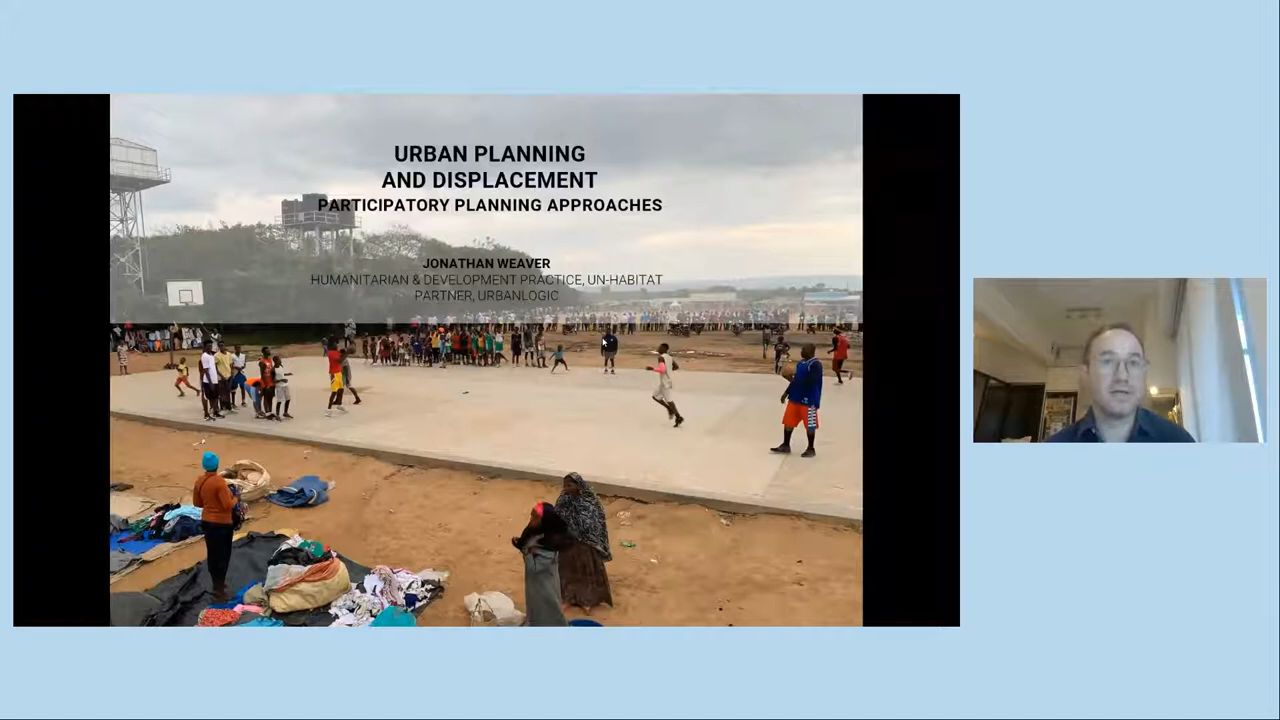 URBAN PLANNING
AND DISPLACEMENT
PARTICIPATORY PLANNING APPROACHES
JONATHAN WEAVER
HUMANITARIAN & DEVELOPMENT PRACTICE, UN-HABITAT
PARTNER, URBANLOGIC